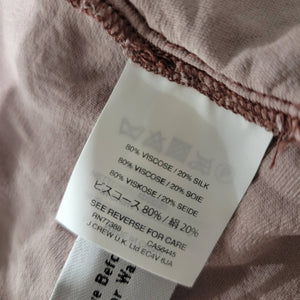 80% VISCOSE / 20% SILK
80% VISCOSE / 20% SOIE
80% VISKOSE / 20% SEIDE
ビスコース 80% / 絹 20%
SEE REVERSE FOR CARE
RN77388 CA56445
J.CREW U.K. Ltd EC4V 6JA